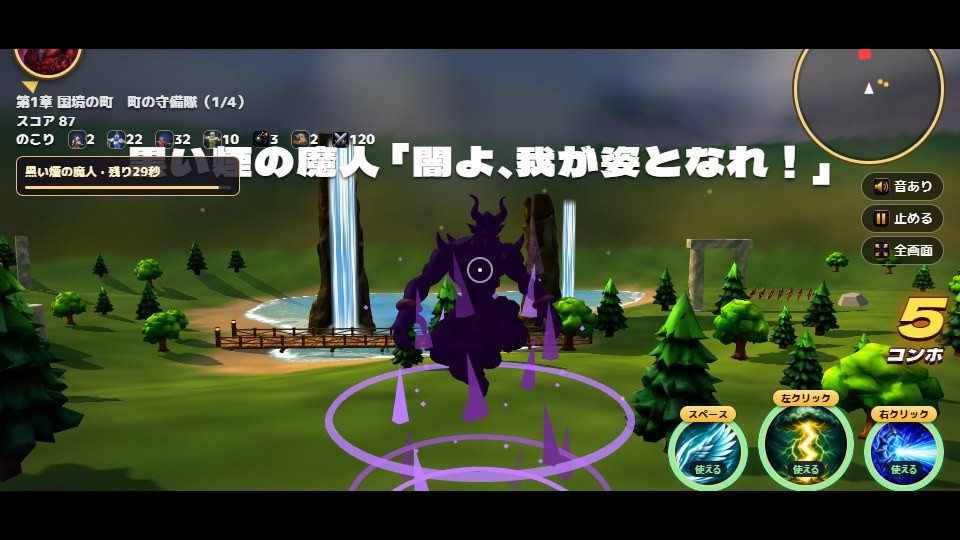 第1章 国境の町　町の守備隊（1/4）
スコア 87
のこり 2 22 32 10 3 2 120
黒い煙の魔人「闇よ、我が姿となれ！」
黒い煙の魔人・残り29秒
音あり
止める
全画面
5
コンボ
スペース
使える
左クリック
使える
右クリック
使える